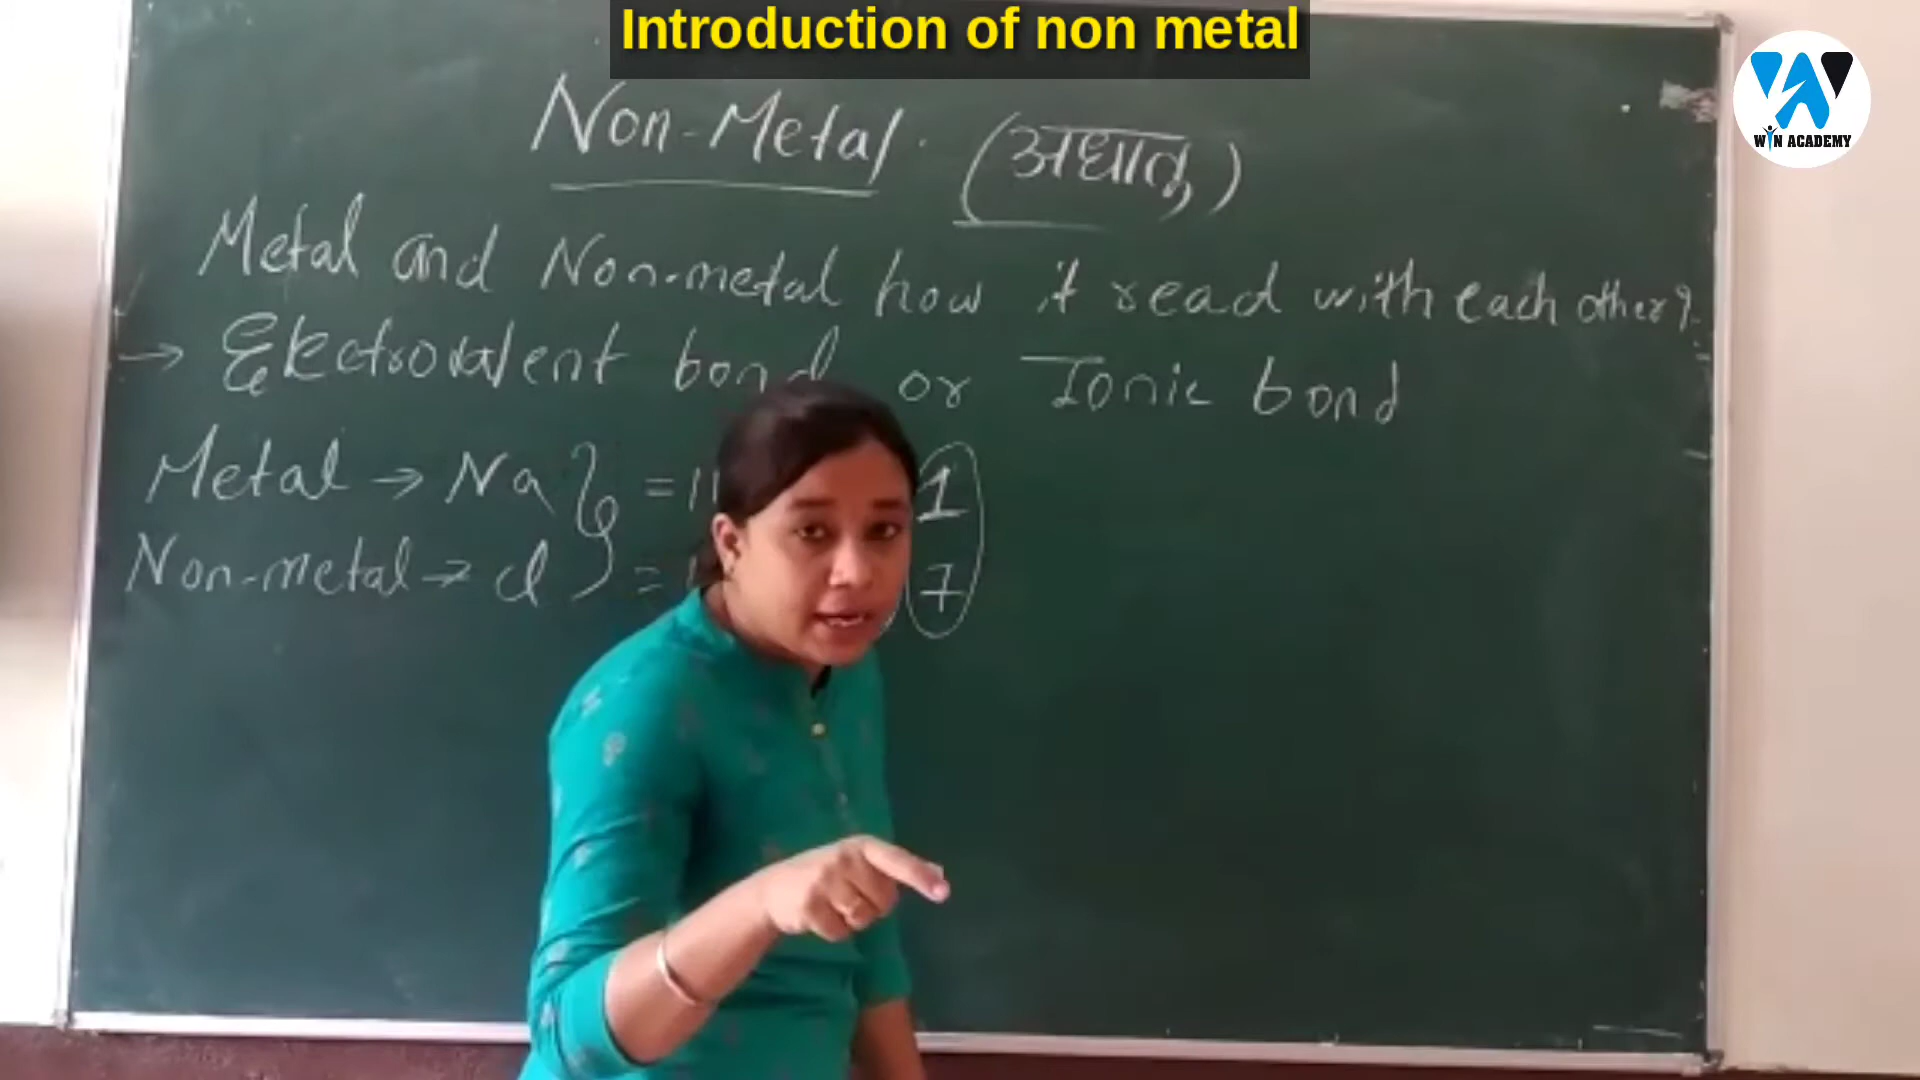 Introduction of non metal
WIN ACADEMY
Non-Metal. (अधातु)
Metal and Non-metal how it read with each other?
→ Electrovalent bond or Ionic bond
Metal → Na } = 11 1
Non-metal → Cl } = 7